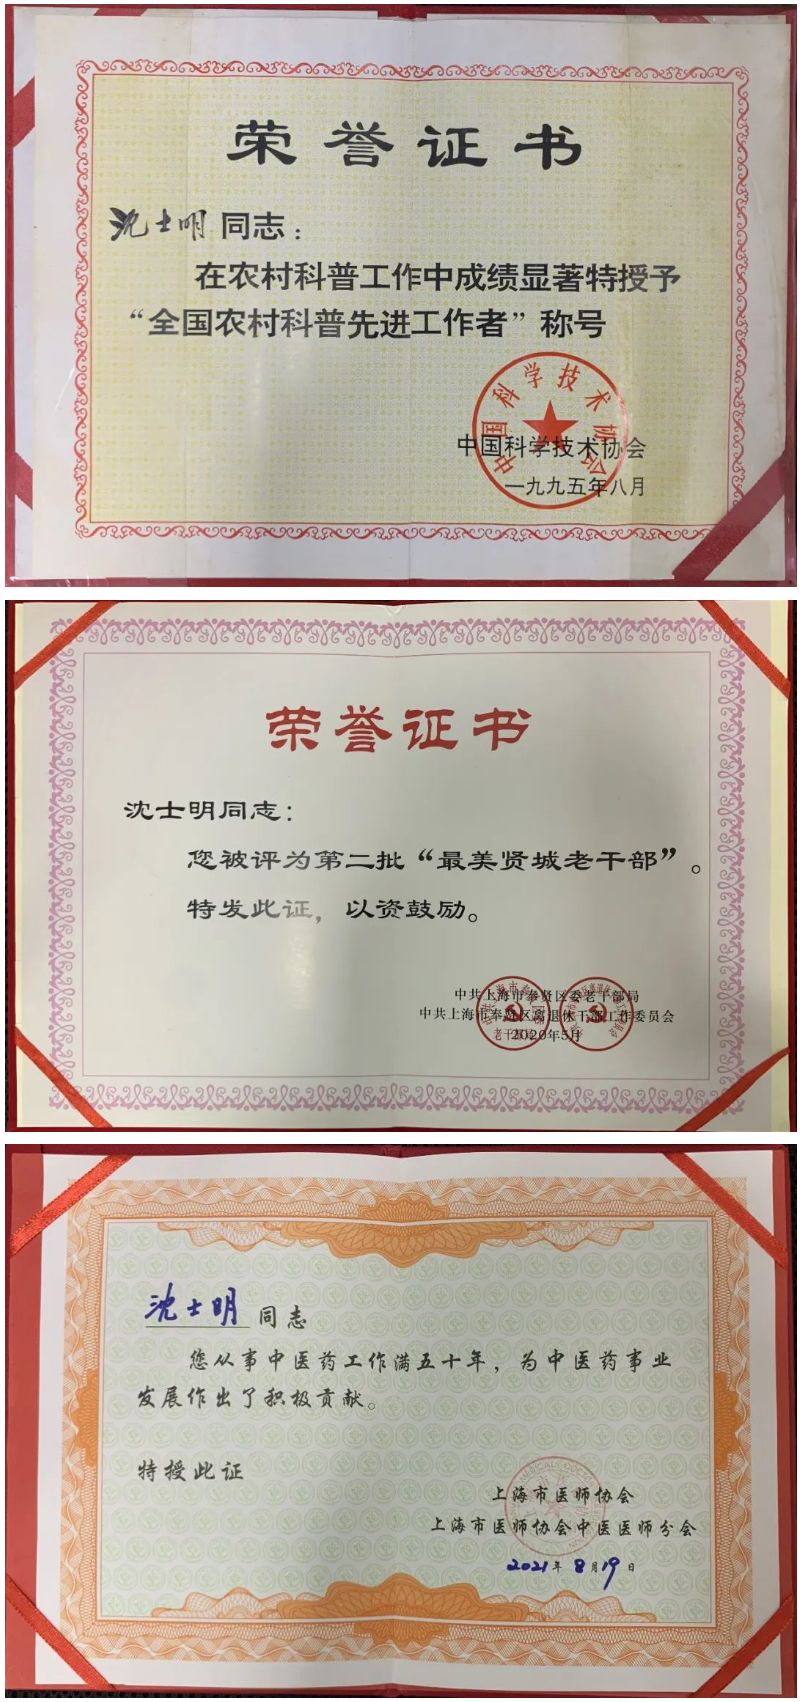 荣誉证书
沈士明同志：
在农村科普工作中成绩显著特授予
“全国农村科普先进工作者”称号
中国科学技术协会
中国科学技术协会
一九九五年八月
荣誉证书
沈士明同志：
您被评为第二批“最美贤城老干部”。
特发此证，以资鼓励。
中共上海市奉贤区委老干部局
中共上海市奉贤区离退休干部工作委员会
2020年5月
沈士明同志
您从事中医药工作满五十年，为中医药事业
发展作出了积极贡献。
特授此证
上海市医师协会
上海市医师协会中医医师分会
2021年8月19日